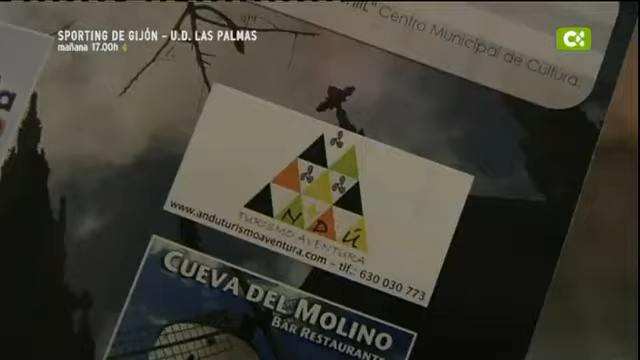 SPORTING DE GIJÓN - U.D. LAS PALMAS
mañana 17.00h
Centro Municipal de Cultura.
NDÚ
TURISMO AVENTURA
www.anduturismoaventura.com - tlf.: 630 030 773
CUEVA DEL MOLINO
BAR RESTAURANTE